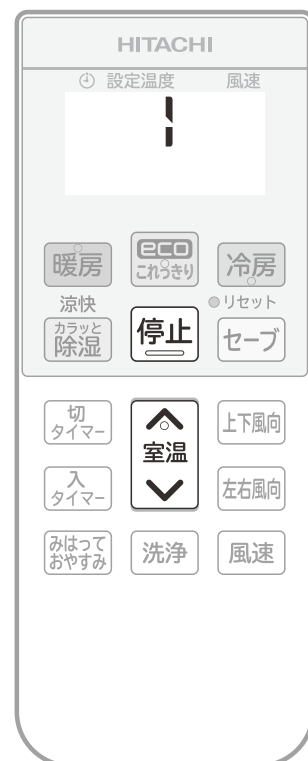 HITACHI
設定温度 風速
1
暖房
eco
これっきり
冷房
涼快
カラッと
除湿
停止
リセット
セーブ
切
タイマー
室温
上下風向
入
タイマー
左右風向
みはって
おやすみ
洗浄
風速